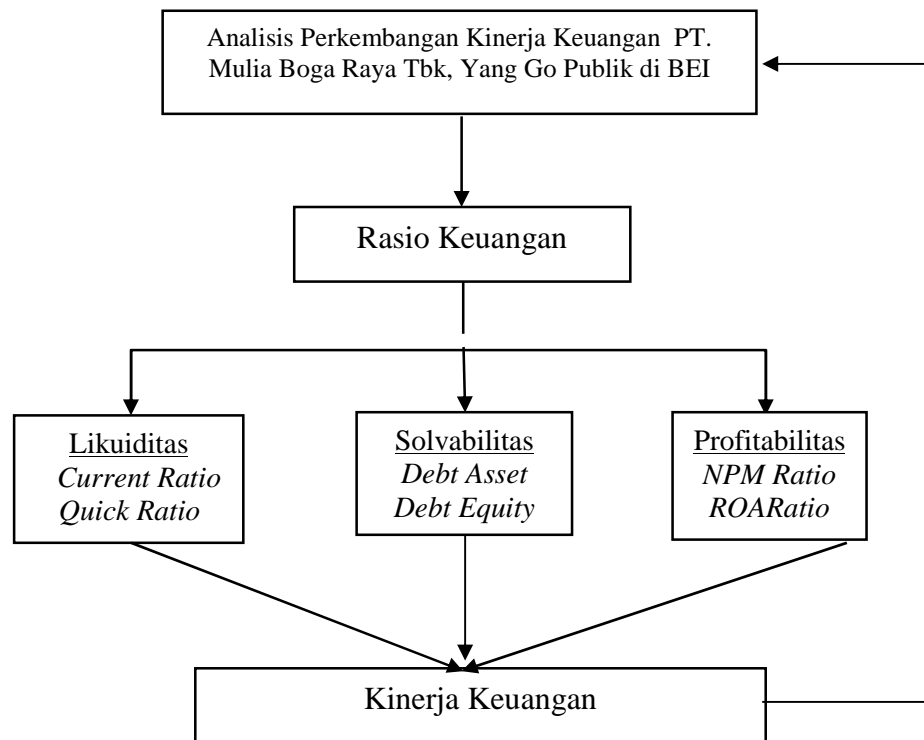 Analisis Perkembangan Kinerja Keuangan PT.
Mulia Boga Raya Tbk, Yang Go Publik di BEI
Rasio Keuangan
Likuiditas
Current Ratio
Quick Ratio
Solvabilitas
Debt Asset
Debt Equity
Profitabilitas
NPM Ratio
ROARatio
Kinerja Keuangan